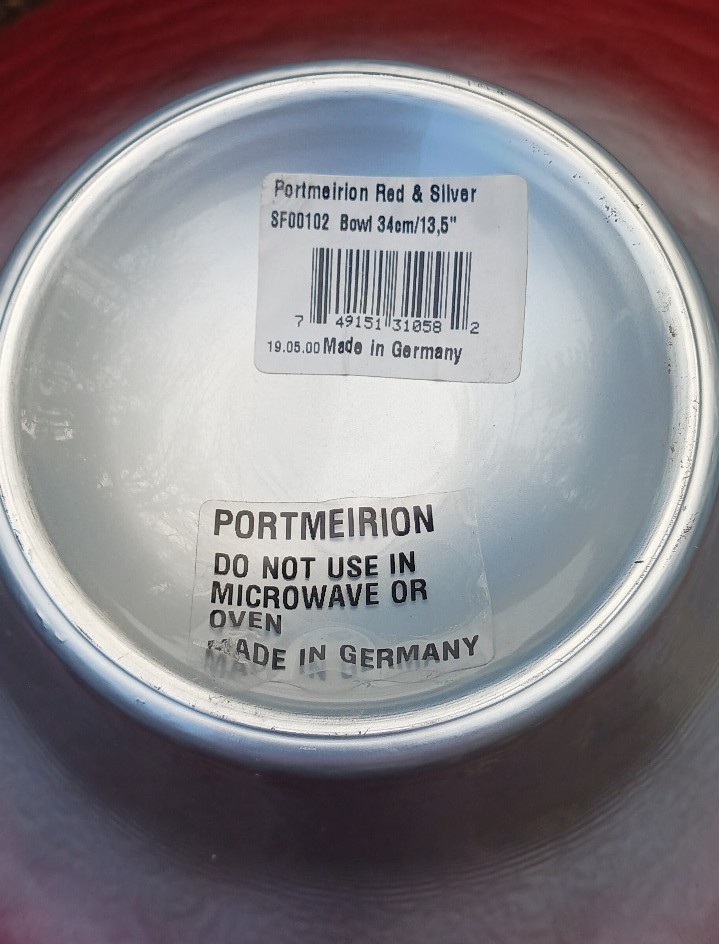 Portmeirion Red & Silver
SF00102 Bowl 34cm/13,5"
7 49151 31058 2
19.05.00 Made in Germany
PORTMEIRION
DO NOT USE IN
MICROWAVE OR
OVEN
MADE IN GERMANY